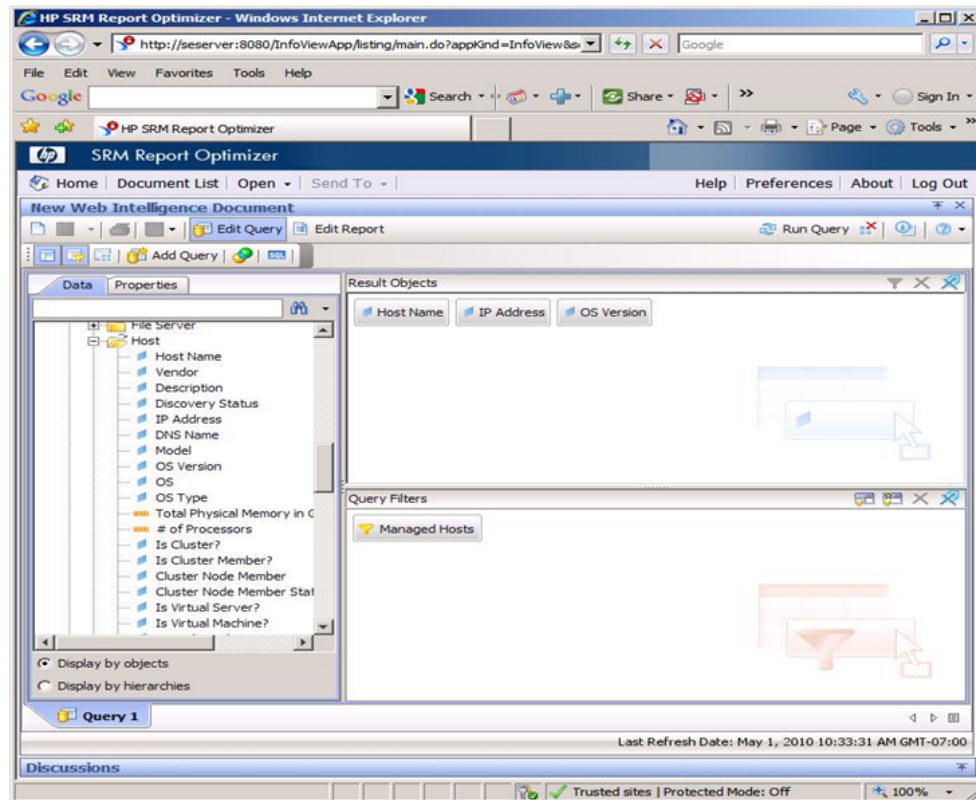 HP SRM Report Optimizer - Windows Internet Explorer
http://seserver:8080/InfoViewApp/listing/main.do?appKind=InfoView&s
Google
File Edit View Favorites Tools Help
Google Search Share Sign In
HP SRM Report Optimizer Page Tools
hp SRM Report Optimizer
Home Document List Open Send To Help Preferences About Log Out
New Web Intelligence Document
Edit Query Edit Report Run Query
Add Query SQL
Data Properties
Result Objects
Host Name IP Address OS Version
File Server
Host
Host Name
Vendor
Description
Discovery Status
IP Address
DNS Name
Model
OS Version
OS
OS Type
Total Physical Memory in G
# of Processors
Is Cluster?
Is Cluster Member?
Cluster Node Member
Cluster Node Member Stat
Is Virtual Server?
Is Virtual Machine?
Query Filters
Managed Hosts
Display by objects
Display by hierarchies
Query 1
Last Refresh Date: May 1, 2010 10:33:31 AM GMT-07:00
Discussions
Trusted sites | Protected Mode: Off 100%